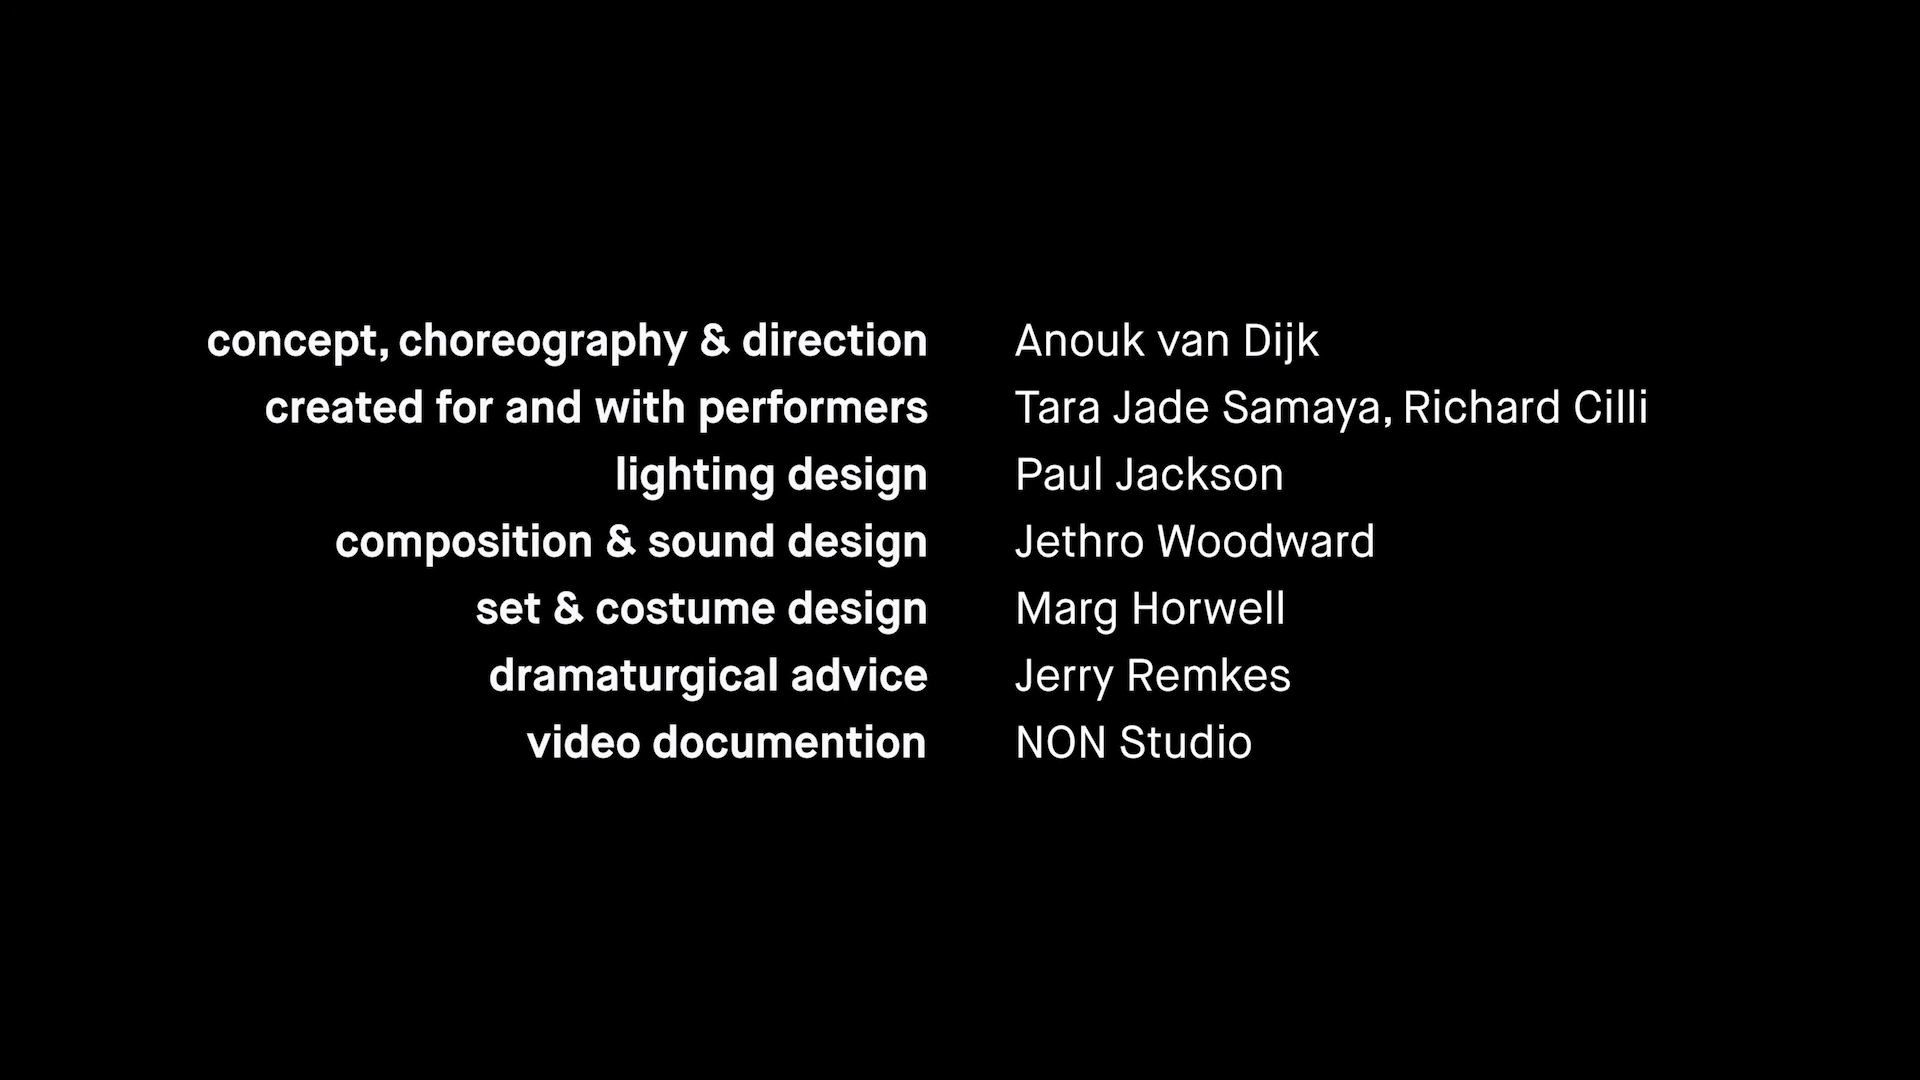 concept, choreography & direction Anouk van Dijk
created for and with performers Tara Jade Samaya, Richard Cilli
lighting design Paul Jackson
composition & sound design Jethro Woodward
set & costume design Marg Horwell
dramaturgical advice Jerry Remkes
video documention NON Studio